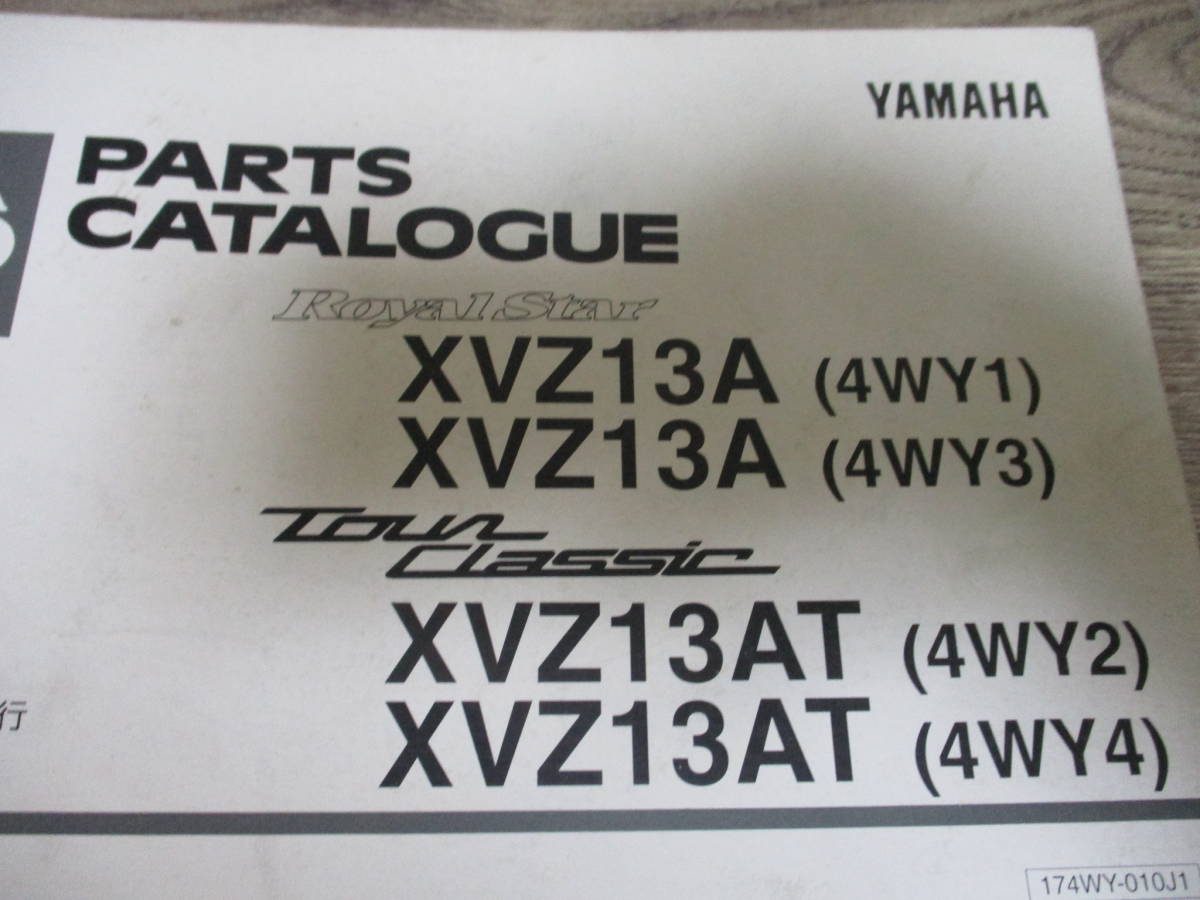 YAMAHA
PARTS
CATALOGUE
Royal Star
XVZ13A (4WY1)
XVZ13A (4WY3)
Tour
Classic
XVZ13AT (4WY2)
XVZ13AT (4WY4)
行
174WY-010J1